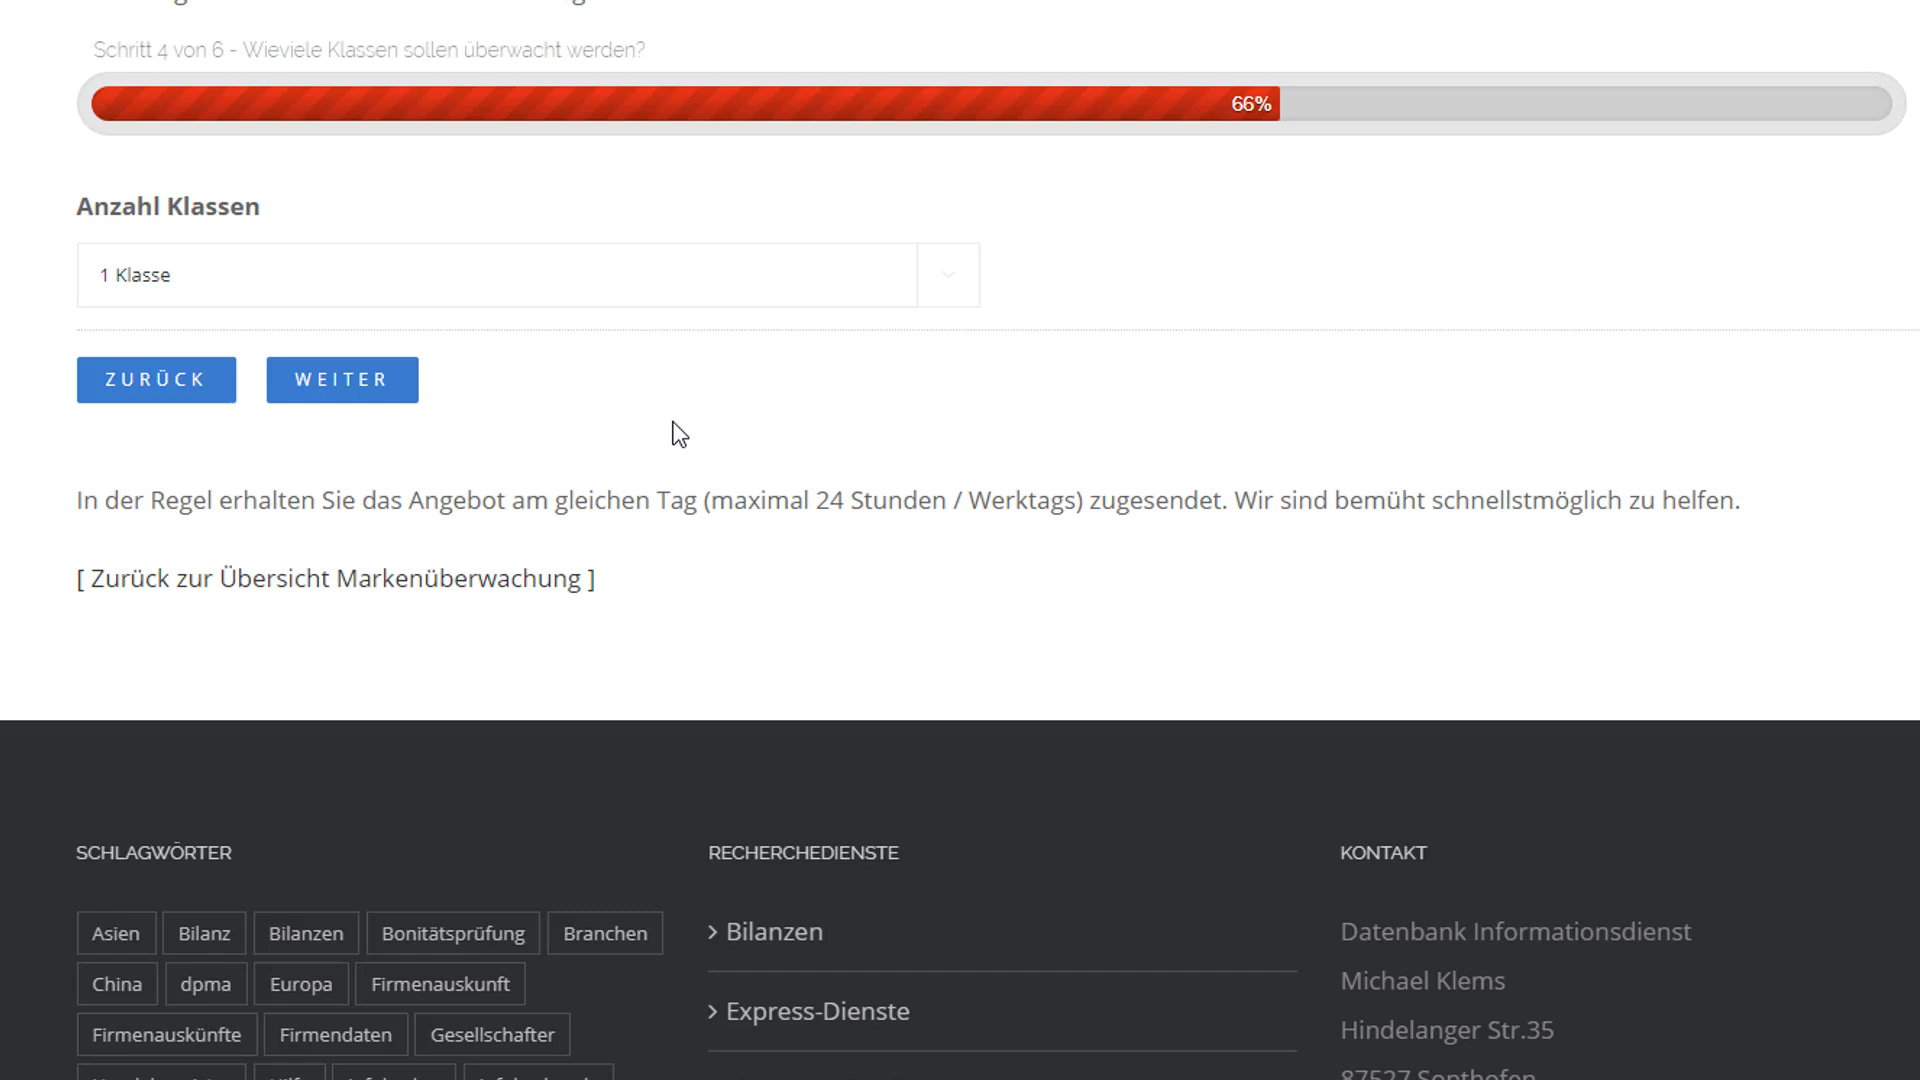 Schritt 4 von 6 - Wieviele Klassen sollen überwacht werden?
66%
Anzahl Klassen
1 Klasse
ZURÜCK WEITER
In der Regel erhalten Sie das Angebot am gleichen Tag (maximal 24 Stunden / Werktags) zugesendet. Wir sind bemüht schnellstmöglich zu helfen.
[ Zurück zur Übersicht Markenüberwachung ]
SCHLAGWÖRTER
Asien Bilanz Bilanzen Bonitätsprüfung Branchen
China dpma Europa Firmenauskunft
Firmenauskünfte Firmendaten Gesellschafter
RECHERCHEDIENSTE
Bilanzen
Express-Dienste
KONTAKT
Datenbank Informationsdienst
Michael Klems
Hindelanger Str.35
87527 Sonthofen